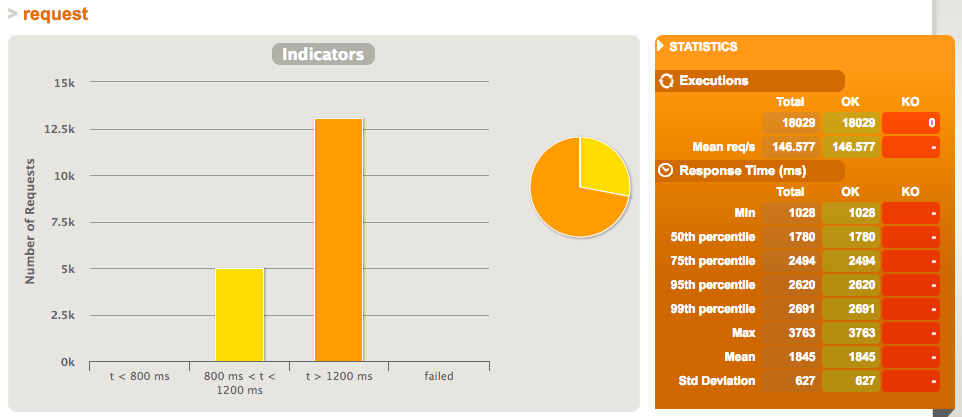 > request
Indicators
15k
12.5k
10k
7.5k
5k
2.5k
0k
Number of Requests
t < 800 ms
800 ms < t <
1200 ms
t > 1200 ms
failed
STATISTICS
Executions
Total OK KO
18029 18029 0
Mean req/s 146.577 146.577 -
Response Time (ms)
Total OK KO
Min 1028 1028 -
50th percentile 1780 1780 -
75th percentile 2494 2494 -
95th percentile 2620 2620 -
99th percentile 2691 2691 -
Max 3763 3763 -
Mean 1845 1845 -
Std Deviation 627 627 -